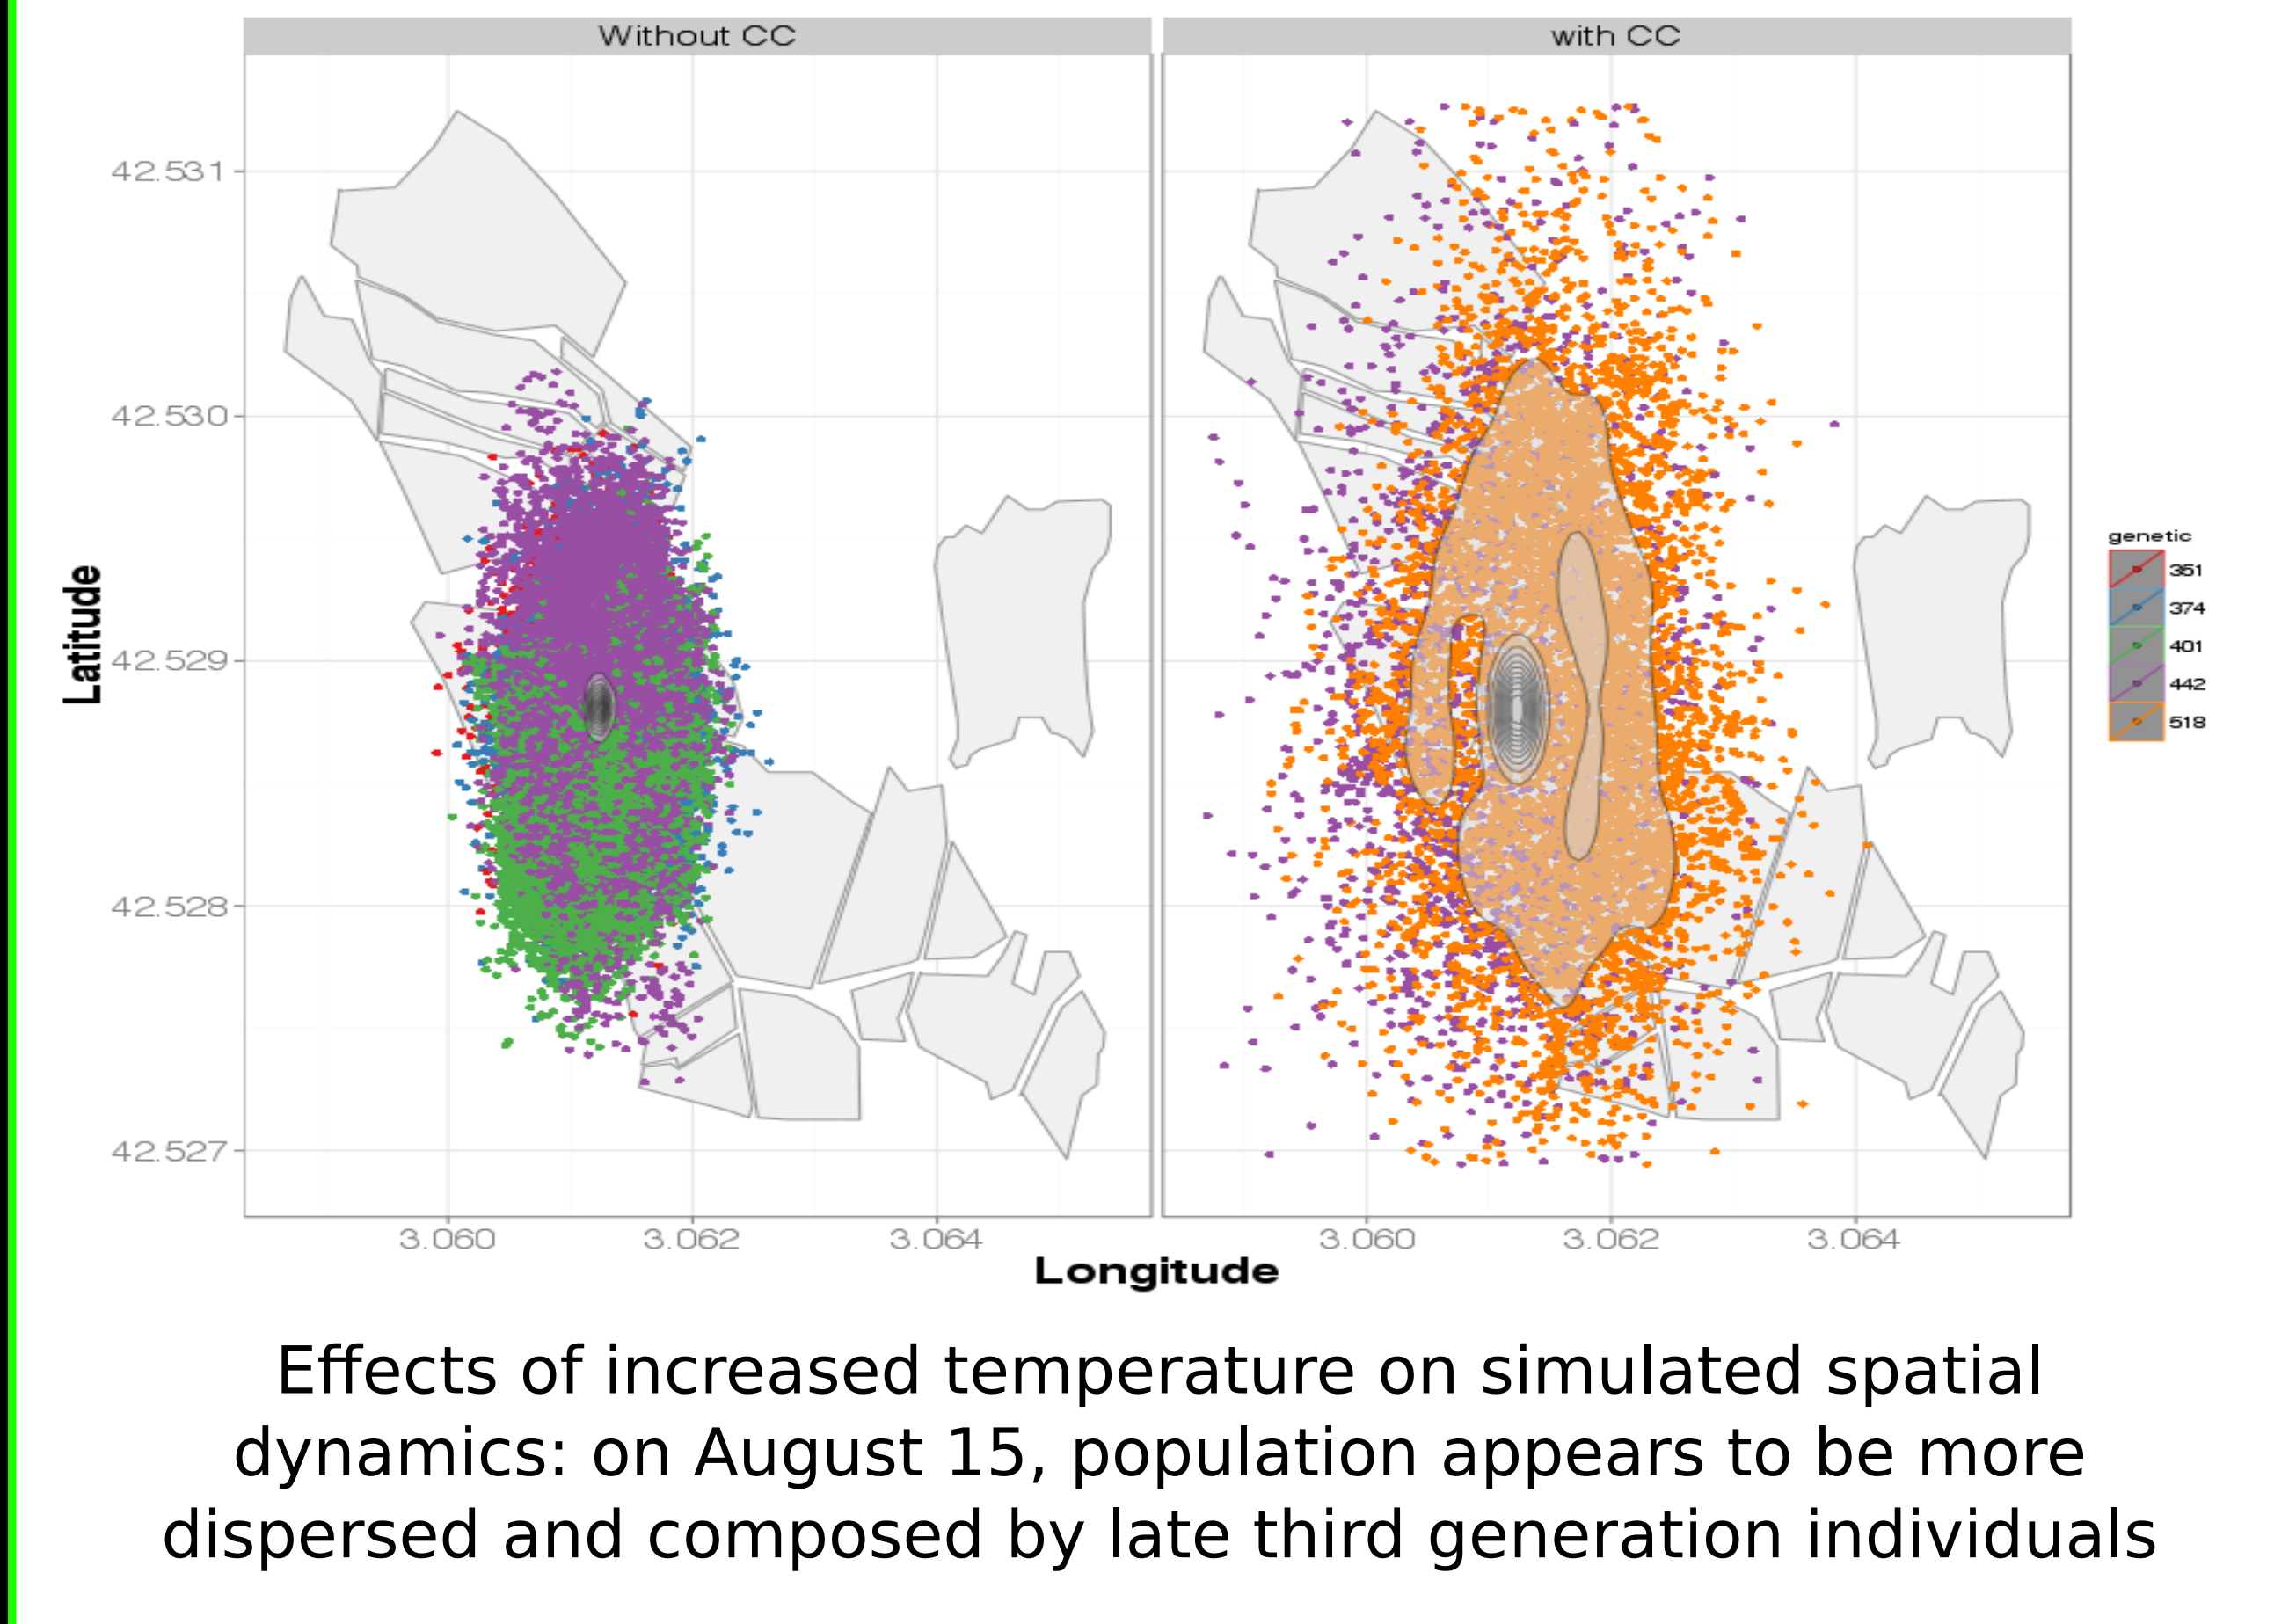 Without CC
with CC
42.531
42.530
42.529
42.528
42.527
Latitude
3.060
3.062
3.064
3.060
3.062
3.064
Longitude
genetic
351
374
401
442
518
Effects of increased temperature on simulated spatial
dynamics: on August 15, population appears to be more
dispersed and composed by late third generation individuals